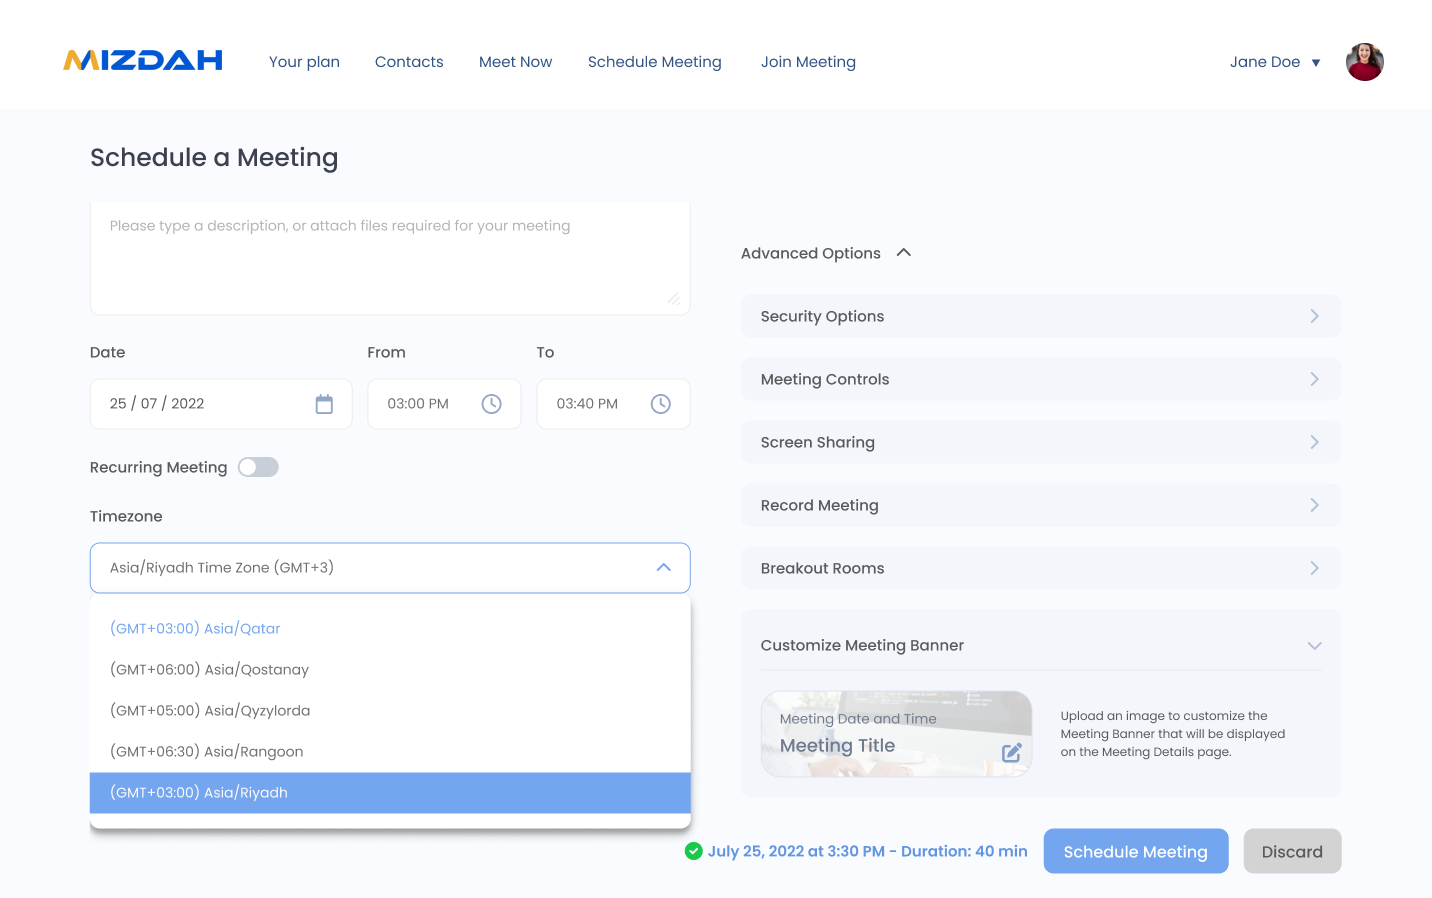 MIZDAH
Your plan
Contacts
Meet Now
Schedule Meeting
Join Meeting
Jane Doe
Schedule a Meeting
Please type a description, or attach files required for your meeting
Date
From
To
25 / 07 / 2022
03:00 PM
03:40 PM
Recurring Meeting
Timezone
Asia/Riyadh Time Zone (GMT+3)
(GMT+03:00) Asia/Qatar
(GMT+06:00) Asia/Qostanay
(GMT+05:00) Asia/Qyzylorda
(GMT+06:30) Asia/Rangoon
(GMT+03:00) Asia/Riyadh
Advanced Options
Security Options
Meeting Controls
Screen Sharing
Record Meeting
Breakout Rooms
Customize Meeting Banner
Meeting Date and Time
Meeting Title
Upload an image to customize the
Meeting Banner that will be displayed
on the Meeting Details page.
July 25, 2022 at 3:30 PM - Duration: 40 min
Schedule Meeting
Discard